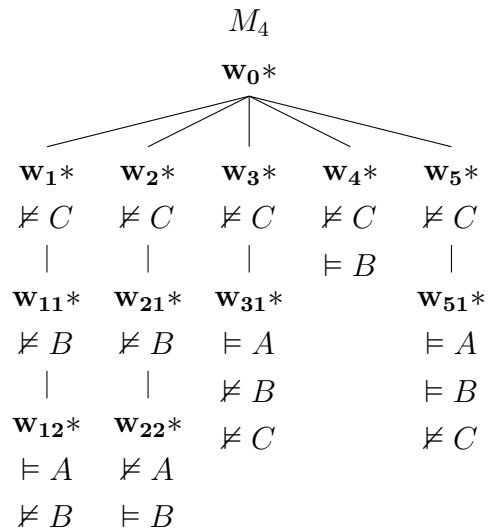 M₄
w₀*
w₁* w₂* w₃* w₄* w₅*
⊭ C ⊭ C ⊭ C ⊭ C ⊭ C
⊨ B
w₁₁* w₂₁* w₃₁* w₅₁*
⊭ B ⊭ B ⊨ A ⊨ A
⊭ B ⊨ B
w₁₂* w₂₂* ⊭ C ⊭ C
⊨ A ⊭ A
⊭ B ⊨ B